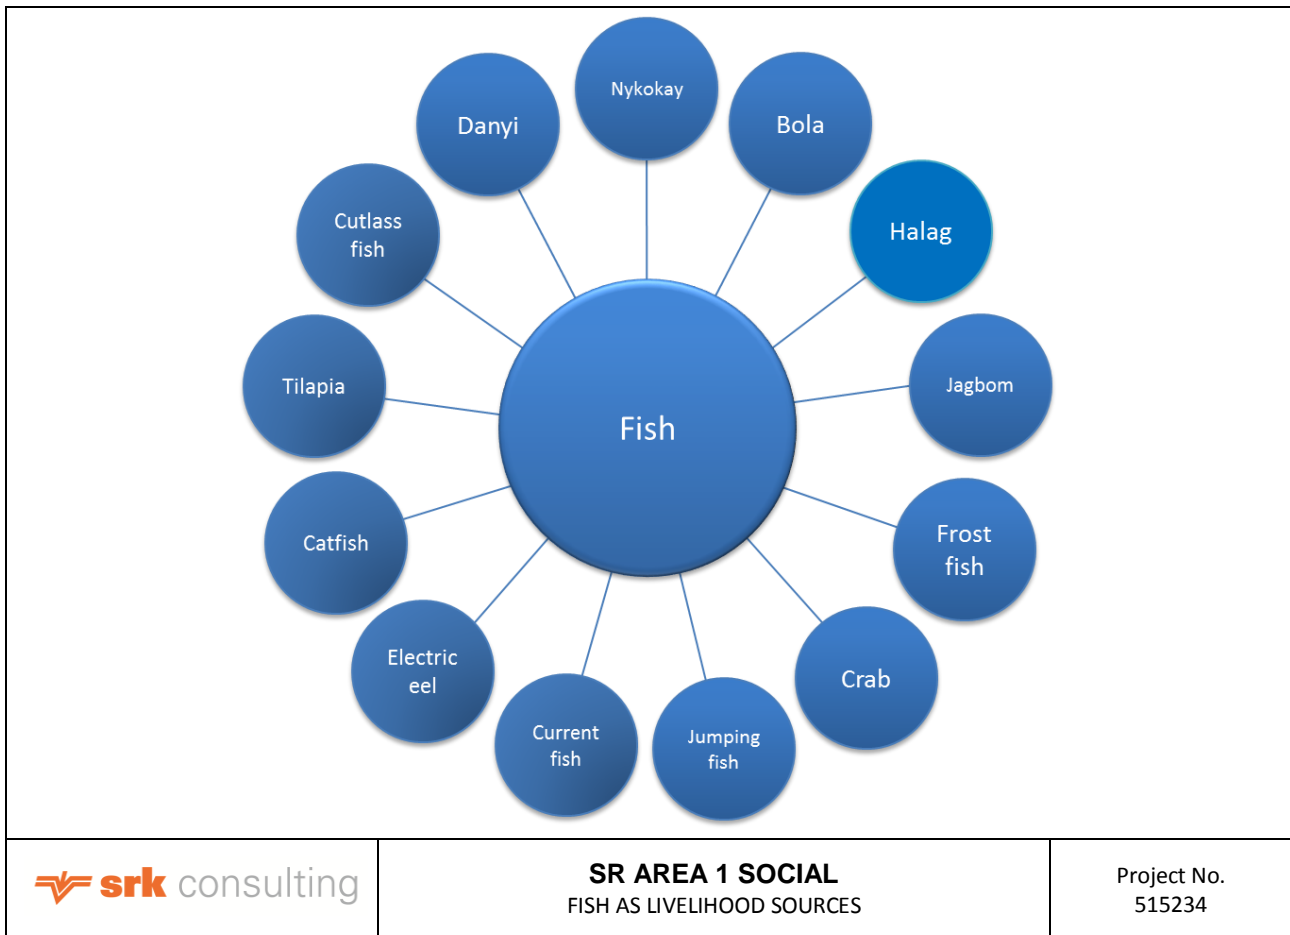 Nykokay
Bola
Halag
Jagbom
Frost
fish
Crab
Jumping
fish
Current
fish
Electric
eel
Catfish
Tilapia
Cutlass
fish
Danyi
Fish
srk consulting
SR AREA 1 SOCIAL
FISH AS LIVELIHOOD SOURCES
Project No.
515234